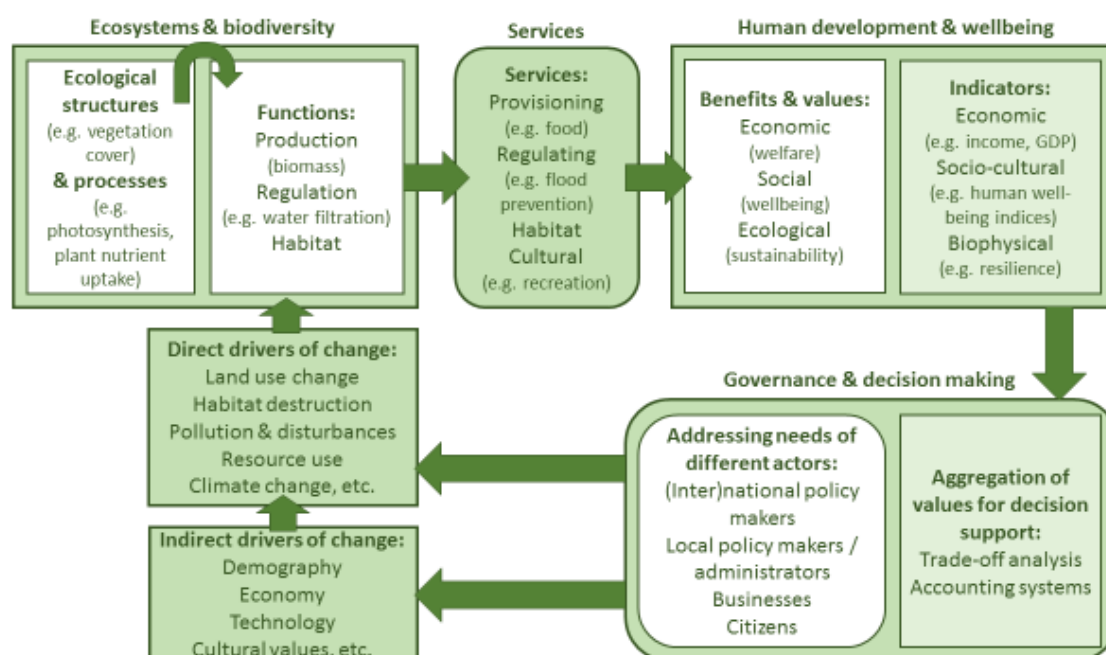 Ecosystems & biodiversity
Ecological
structures
(e.g. vegetation
cover)
& processes
(e.g.
photosynthesis,
plant nutrient
uptake)
Functions:
Production
(biomass)
Regulation
(e.g. water filtration)
Habitat
Services
Services:
Provisioning
(e.g. food)
Regulating
(e.g. flood
prevention)
Habitat
Cultural
(e.g. recreation)
Human development & wellbeing
Benefits & values:
Economic
(welfare)
Social
(wellbeing)
Ecological
(sustainability)
Indicators:
Economic
(e.g. income, GDP)
Socio-cultural
(e.g. human well-
being indices)
Biophysical
(e.g. resilience)
Direct drivers of change:
Land use change
Habitat destruction
Pollution & disturbances
Resource use
Climate change, etc.
Indirect drivers of change:
Demography
Economy
Technology
Cultural values, etc.
Governance & decision making
Addressing needs of
different actors:
(Inter)national policy
makers
Local policy makers /
administrators
Businesses
Citizens
Aggregation of
values for decision
support:
Trade-off analysis
Accounting systems